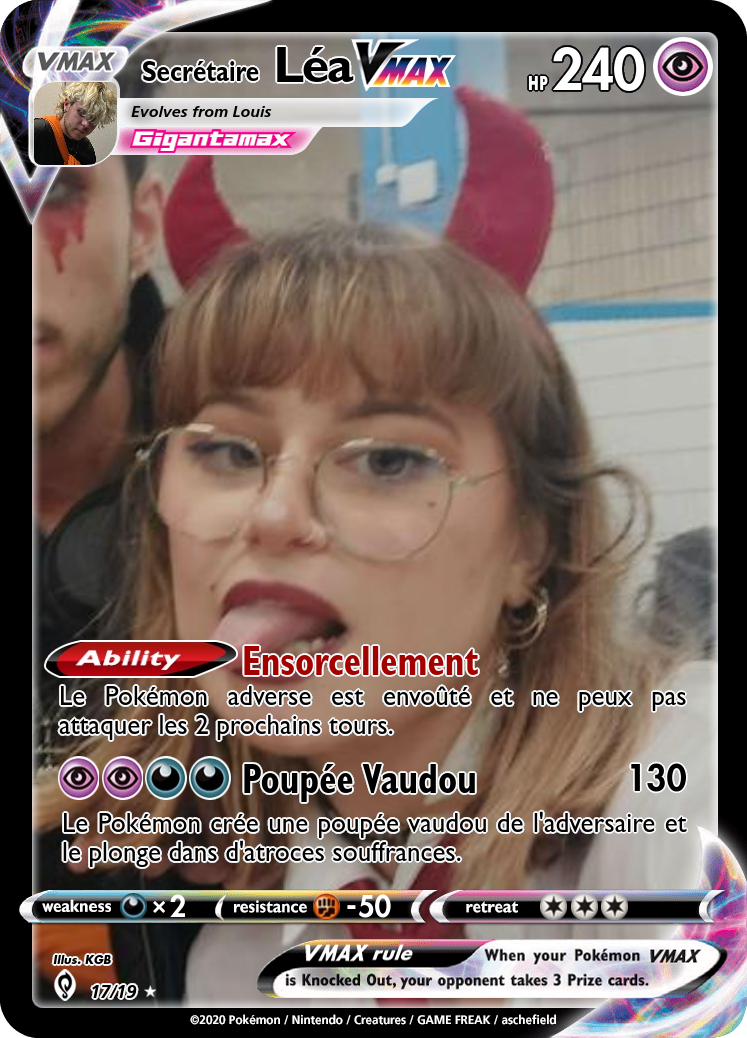 VMAX
Secrétaire Léa VMAX HP 240
Evolves from Louis
Gigantamax
Ability Ensorcellement
Le Pokémon adverse est envoûté et ne peux pas
attaquer les 2 prochains tours.
Poupée Vaudou 130
Le Pokémon crée une poupée vaudou de l'adversaire et
le plonge dans d'atroces souffrances.
weakness ×2 resistance -50 retreat
Illus. KGB
17/19
VMAX rule When your Pokémon VMAX
is Knocked Out, your opponent takes 3 Prize cards.
©2020 Pokémon / Nintendo / Creatures / GAME FREAK / aschefield